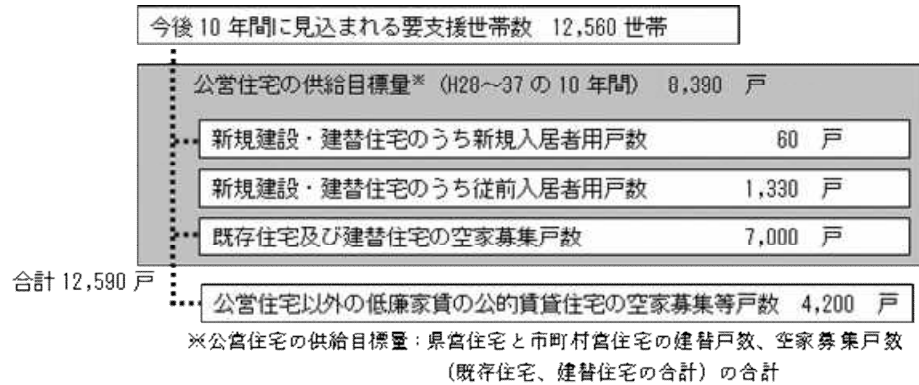 今後10年間に見込まれる要支援世帯数 12,560 世帯
公営住宅の供給目標量※ (H28～37の10年間) 8,390 戸
新規建設・建替住宅のうち新規入居者用戸数 60 戸
新規建設・建替住宅のうち従前入居者用戸数 1,330 戸
既存住宅及び建替住宅の空家募集戸数 7,000 戸
合計 12,590 戸
公営住宅以外の低廉家賃の公的賃貸住宅の空家募集等戸数 4,200 戸
※公営住宅の供給目標量：県営住宅と市町村営住宅の建替戸数、空家募集戸数
(既存住宅、建替住宅の合計) の合計